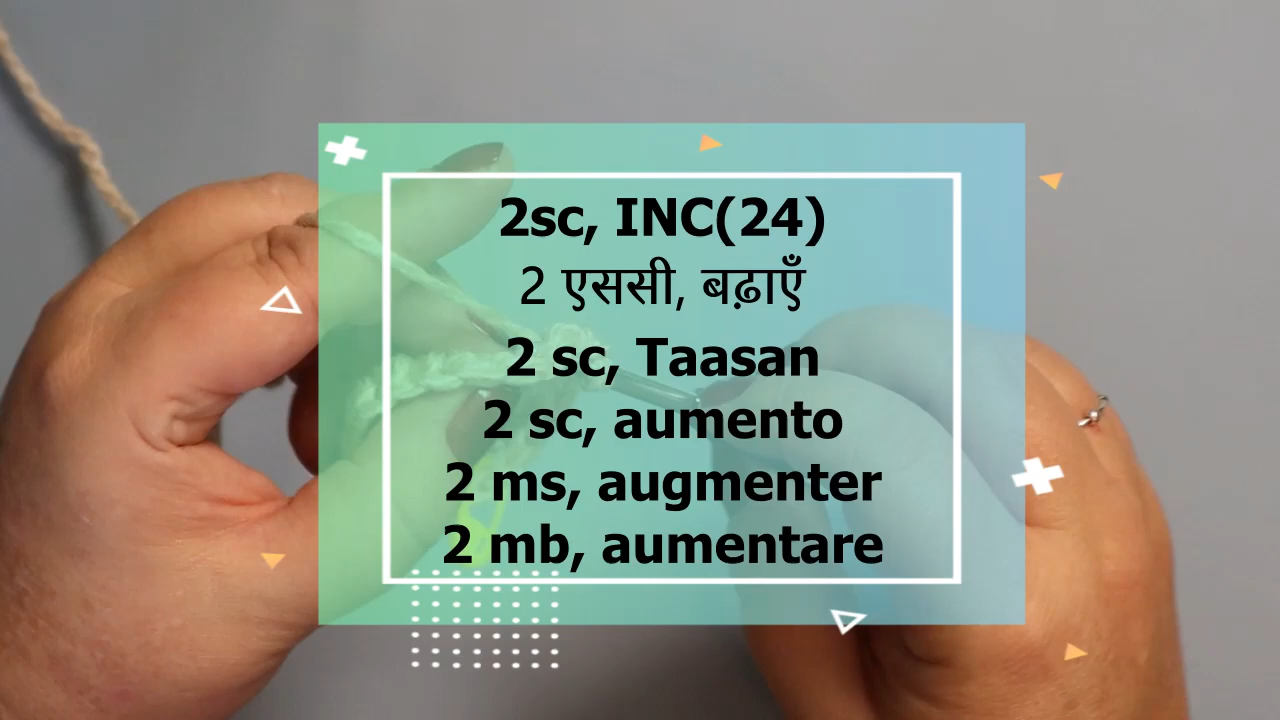 2sc, INC(24)
2 एससी, बढ़ाएँ
2 sc, Taasan
2 sc, aumento
2 ms, augmenter
2 mb, aumentare